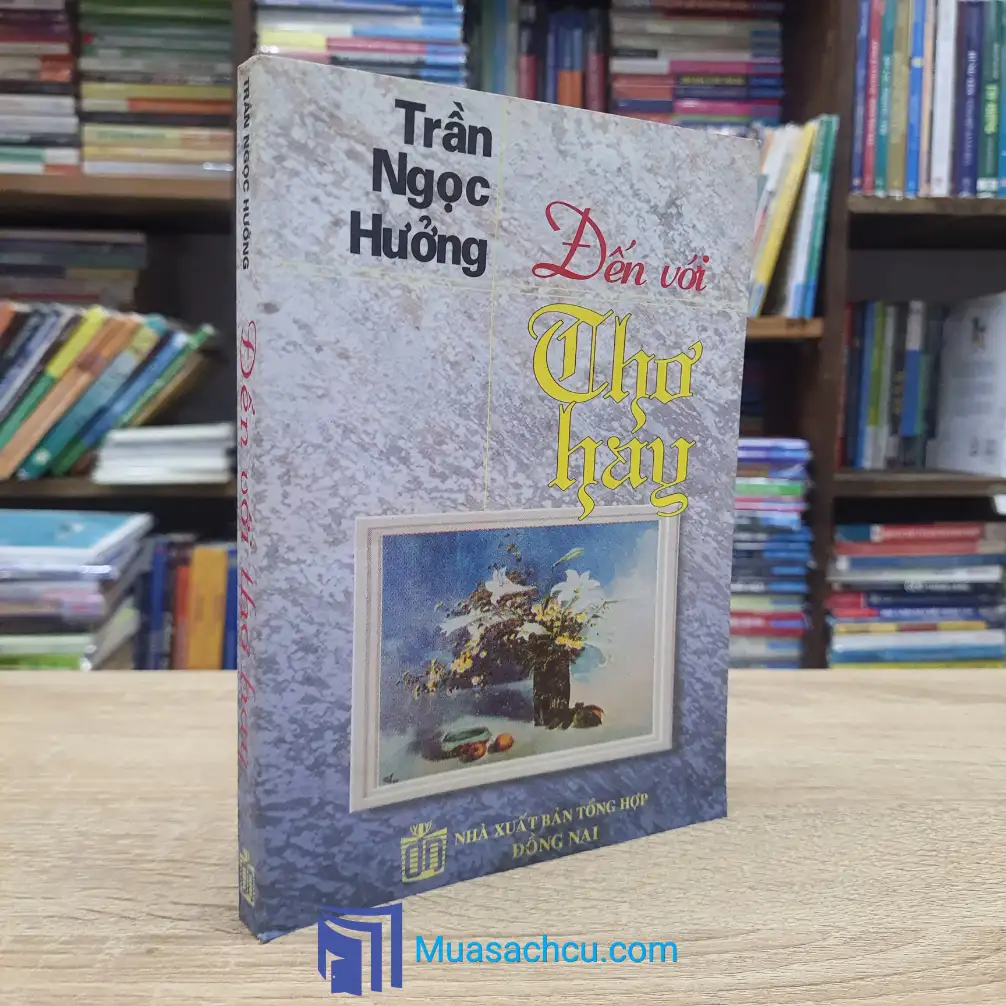 Trần
Ngọc
Hưởng
Đến với
Thơ
hay
NHÀ XUẤT BẢN TỔNG HỢP
ĐỒNG NAI
TRẦN NGỌC HƯỞNG
Đến với thơ hay
Muasachcu.com